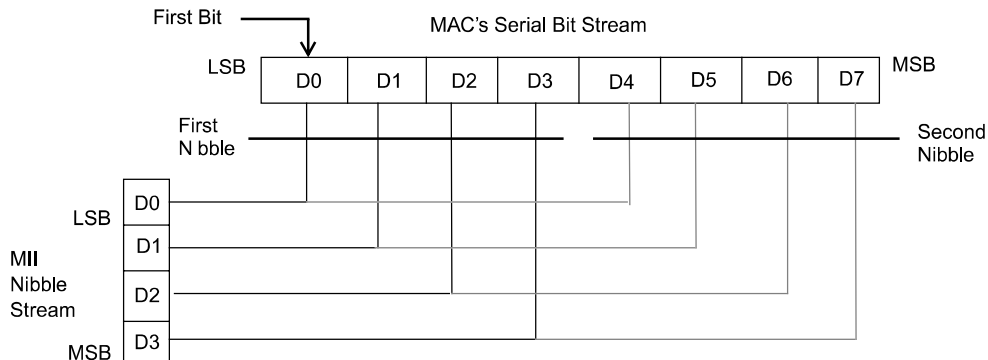 First Bit
MAC's Serial Bit Stream
LSB
D0 D1 D2 D3 D4 D5 D6 D7
MSB
First
N bble
Second
Nibble
LSB
D0
D1
MII
Nibble
Stream
D2
D3
MSB